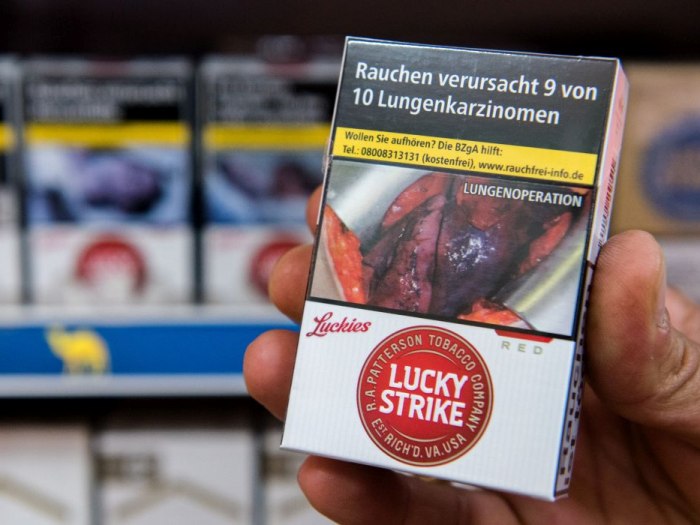 Rauchen verursacht 9 von
10 Lungenkarzinomen
Wollen Sie aufhören? Die BZgA hilft:
Tel.: 08008313131 (kostenfrei), www.rauchfrei-info.de
LUNGENOPERATION
Luckies
RED
R.A.PATTERSON TOBACCO COMPANY
LUCKY
STRIKE
EST RICH'D. VA. USA